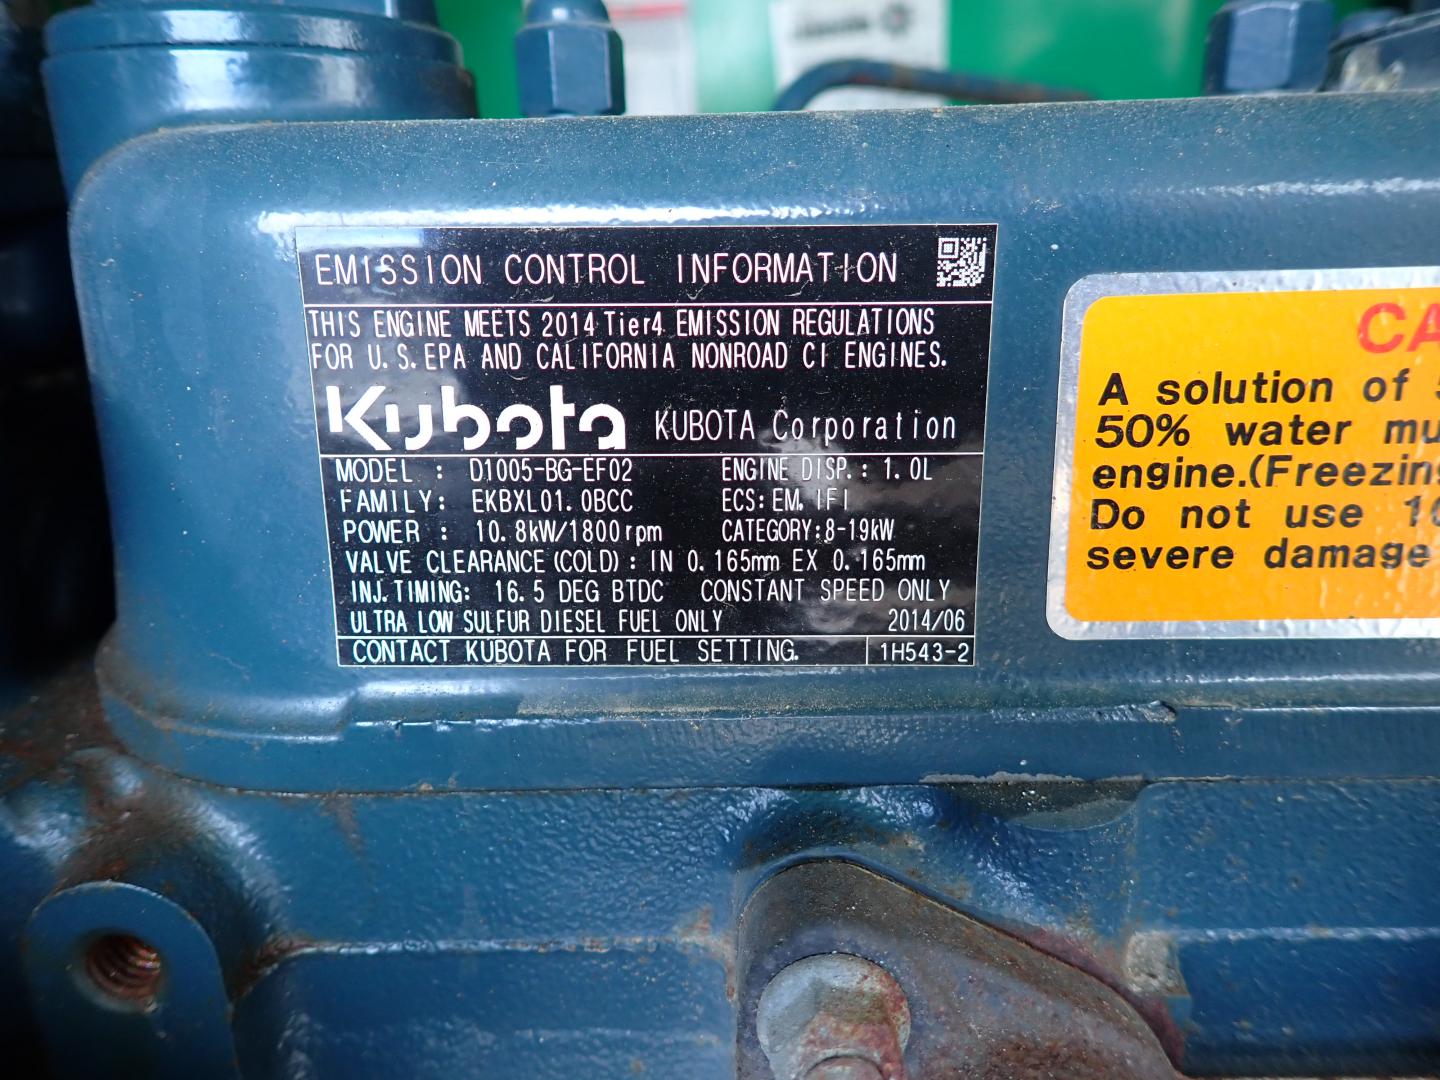 EMISSION CONTROL INFORMATION
THIS ENGINE MEETS 2014 Tier4 EMISSION REGULATIONS
FOR U.S. EPA AND CALIFORNIA NONROAD CI ENGINES.
Kubota KUBOTA Corporation
MODEL : D1005-BG-EF02 ENGINE DISP.: 1.0L
FAMILY: EKBXL01.0BCC ECS: EM, IFI
POWER : 10.8kW/1800rpm CATEGORY:8-19kW
VALVE CLEARANCE (COLD): IN 0.165mm EX 0.165mm
INJ. TIMING: 16.5 DEG BTDC CONSTANT SPEED ONLY
ULTRA LOW SULFUR DIESEL FUEL ONLY 2014/06
CONTACT KUBOTA FOR FUEL SETTING. 1H543-2
CA
A solution of
50% water mu
engine.(Freezin
Do not use 10
severe damage